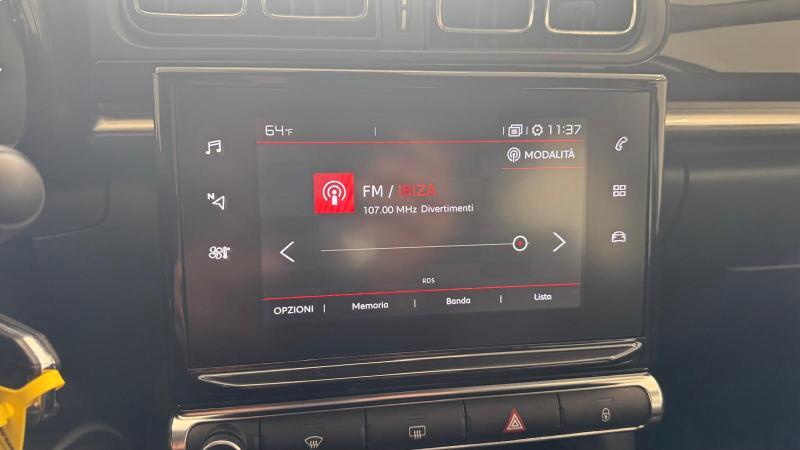 64°F
11:37
MODALITÀ
FM / IBIZA
107.00 MHz Divertimenti
N
RDS
OPZIONI | Memoria | Banda | Lista